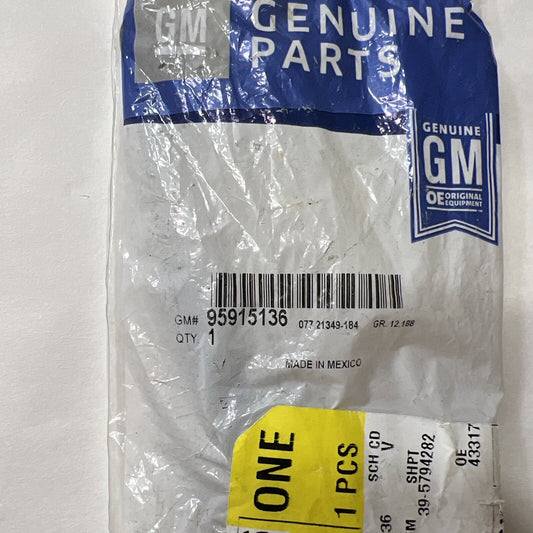 GM GENUINE
PARTS
GENUINE
GM
OE ORIGINAL
EQUIPMENT
GM# 95915136 077 21349-184 GR. 12.188
QTY 1
MADE IN MEXICO
ONE
1 PCS
SCH CD
V
36
SHPT
M 39-5794282
OE
43317